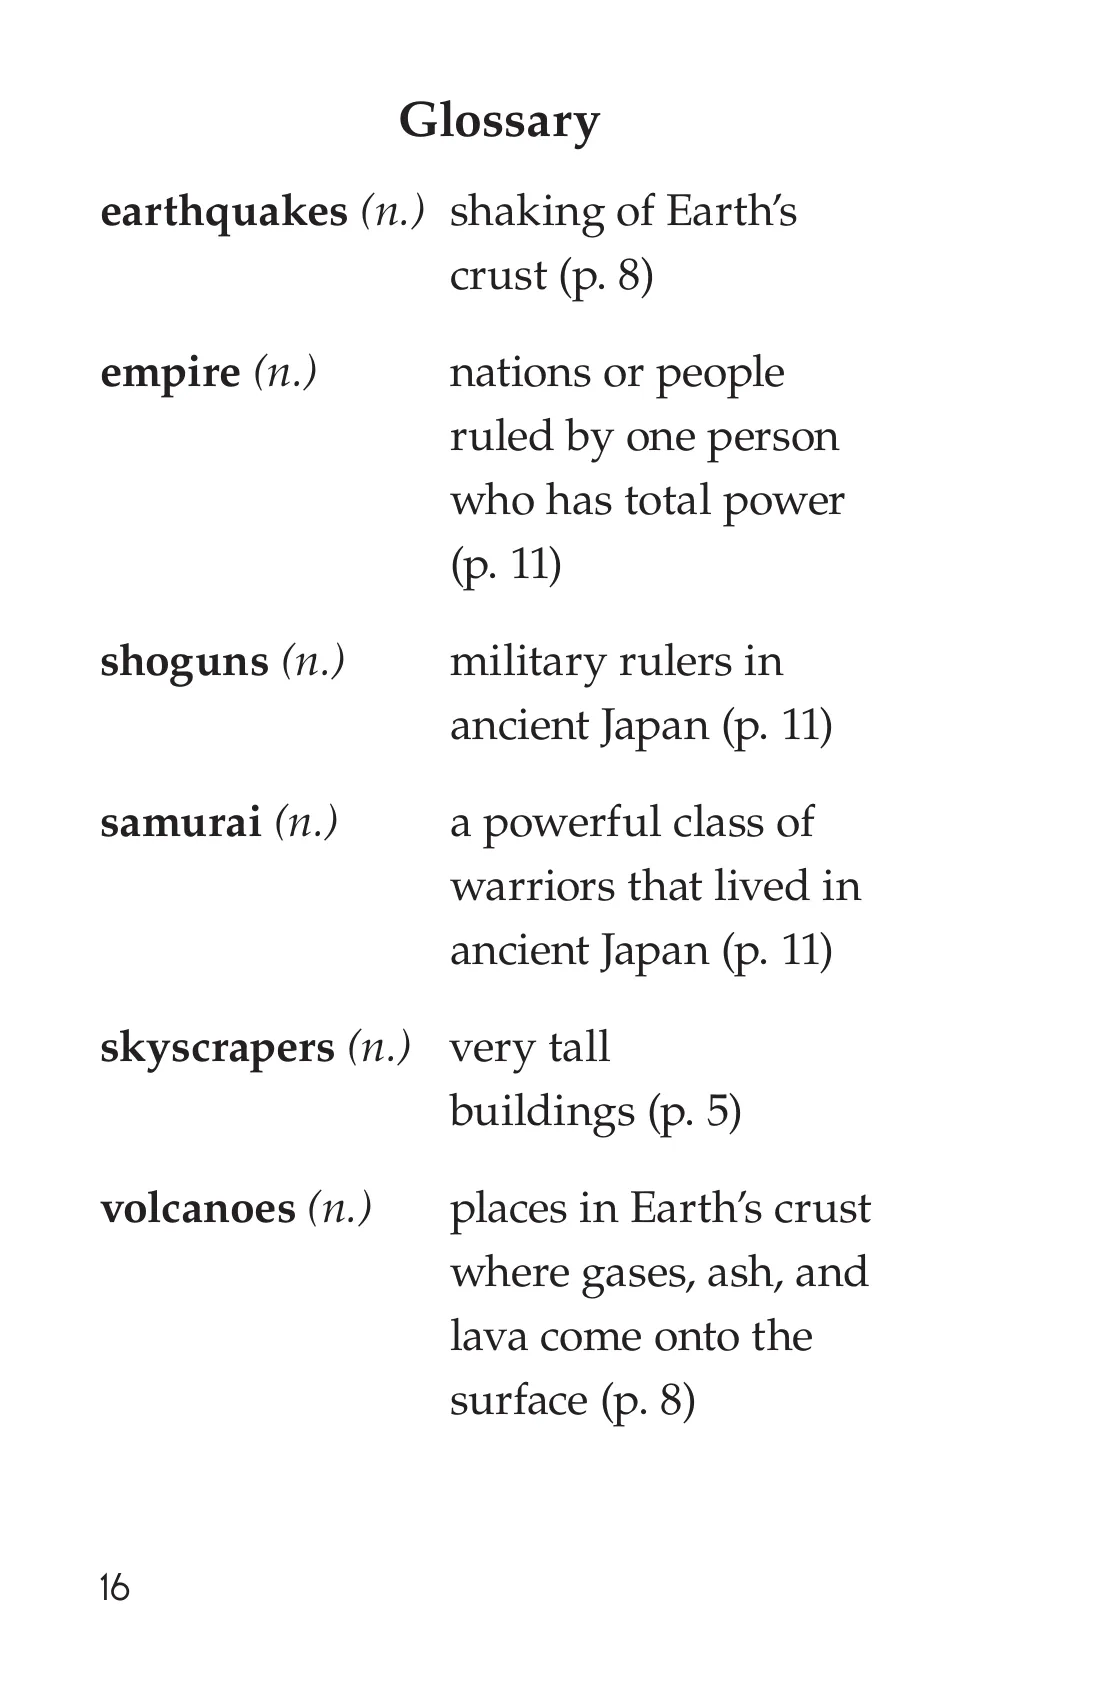 Glossary
earthquakes (n.) shaking of Earth’s
crust (p. 8)
empire (n.) nations or people
ruled by one person
who has total power
(p. 11)
shoguns (n.) military rulers in
ancient Japan (p. 11)
samurai (n.) a powerful class of
warriors that lived in
ancient Japan (p. 11)
skyscrapers (n.) very tall
buildings (p. 5)
volcanoes (n.) places in Earth’s crust
where gases, ash, and
lava come onto the
surface (p. 8)
16